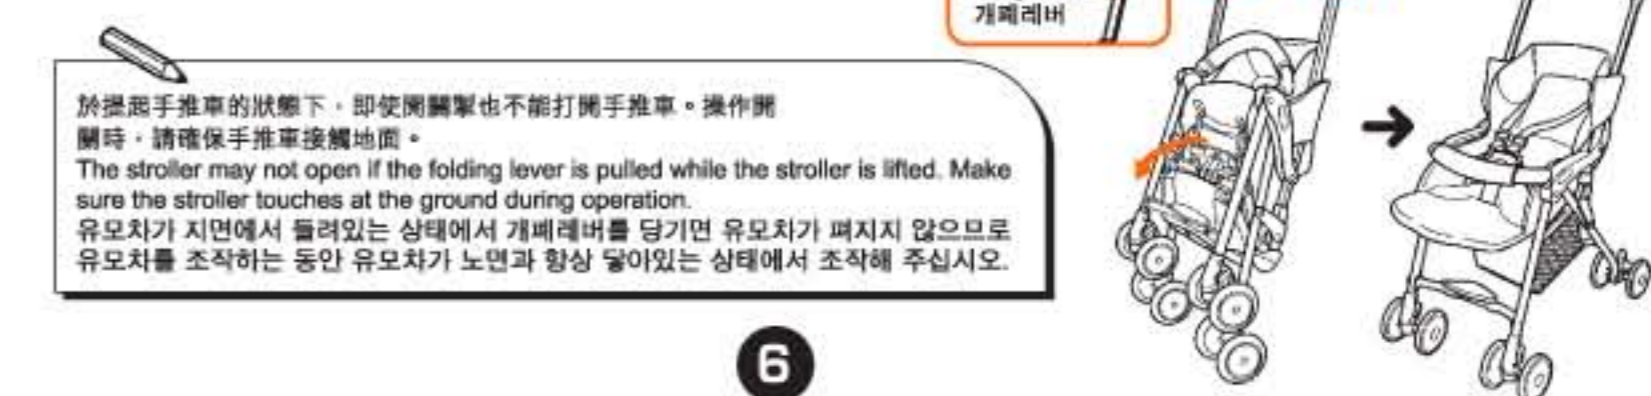 개폐레버
於提起手推車的狀態下，即使開關掣也不能打開手推車。操作開
關時，請確保手推車接觸地面。
The stroller may not open if the folding lever is pulled while the stroller is lifted. Make
sure the stroller touches at the ground during operation.
유모차가 지면에서 들려있는 상태에서 개폐레버를 당기면 유모차가 펴지지 않으므로
유모차를 조작하는 동안 유모차가 노면과 항상 닿아있는 상태에서 조작해 주십시오.
6